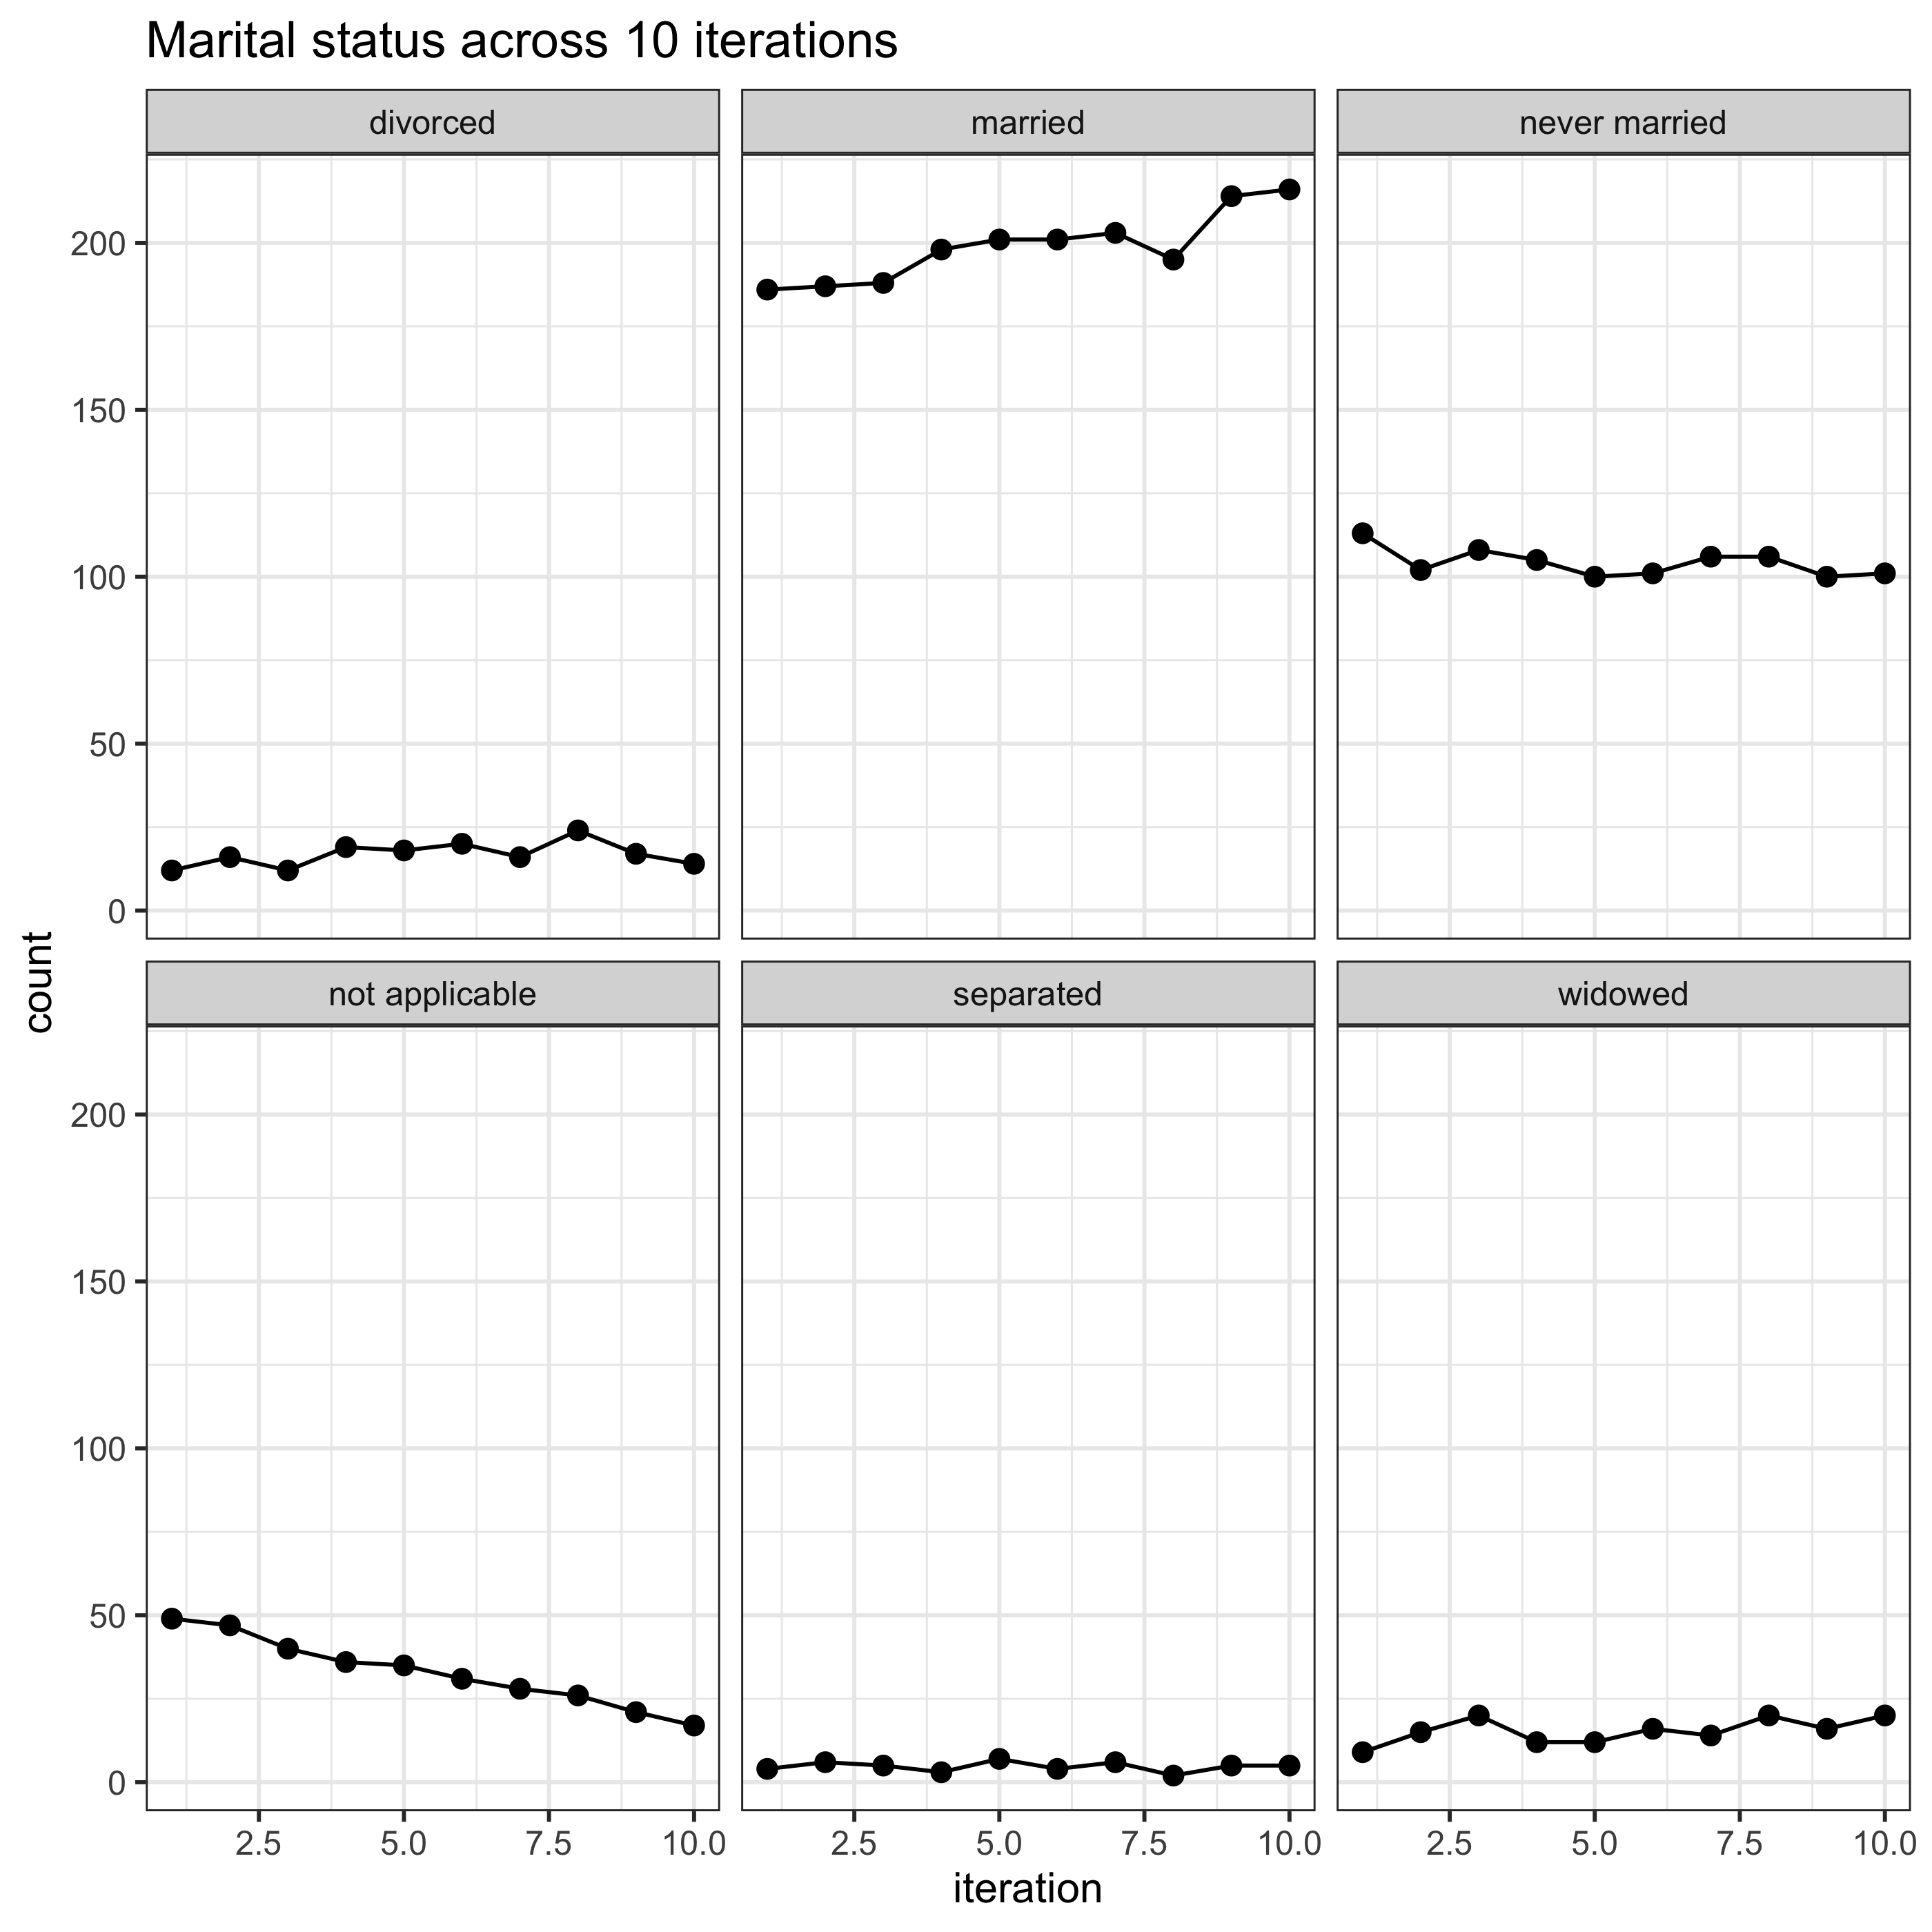 Marital status across 10 iterations
divorced
married
never married
200
150
100
50
0
count
not applicable
separated
widowed
200
150
100
50
0
2.5 5.0 7.5 10.0 2.5 5.0 7.5 10.0 2.5 5.0 7.5 10.0
iteration